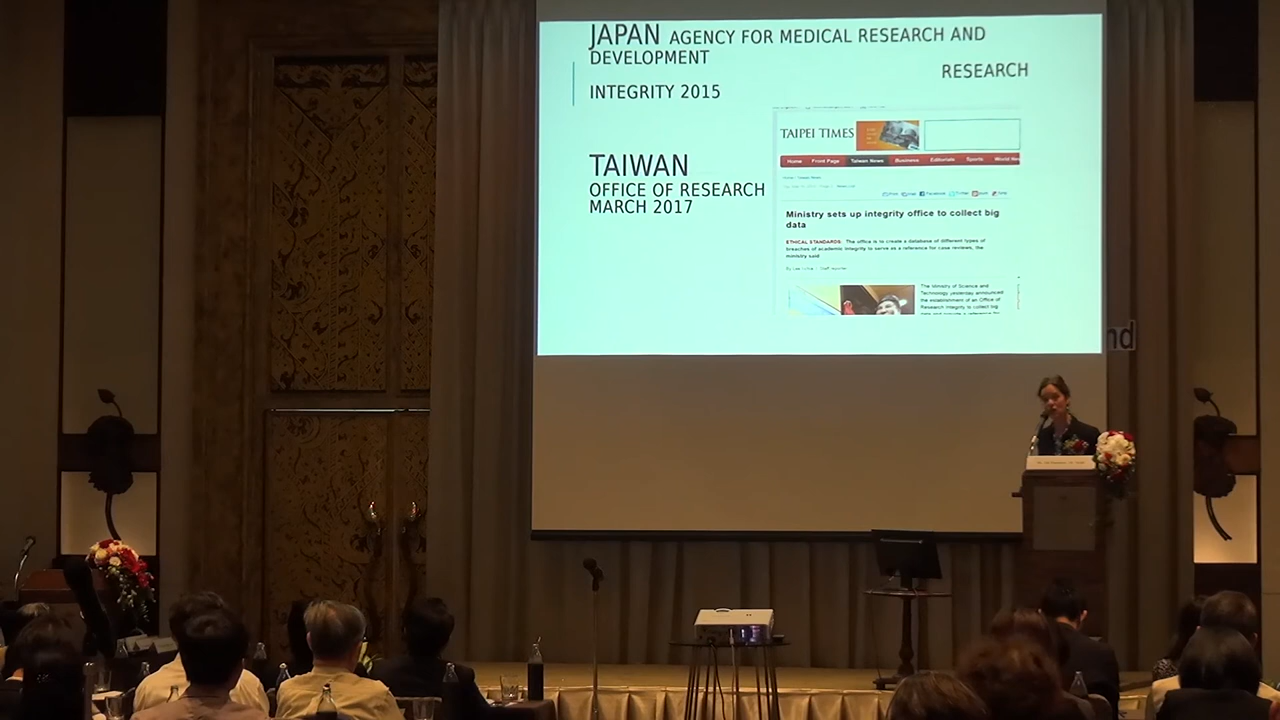 JAPAN AGENCY FOR MEDICAL RESEARCH AND
DEVELOPMENT
RESEARCH
INTEGRITY 2015
TAIWAN
OFFICE OF RESEARCH
MARCH 2017
TAIPEI TIMES
Home Front Page Taiwan News Business Editorials Sports World
Facebook
Ministry sets up integrity office to collect big
data
ETHICAL STANDARDS: The office is to create a database of different types of
breaches of academic integrity to serve as a reference for case reviews, the
ministry said
The Ministry of Science and
Technology yesterday announced
the establishment of an Office of
Research Integrity to collect big
nd